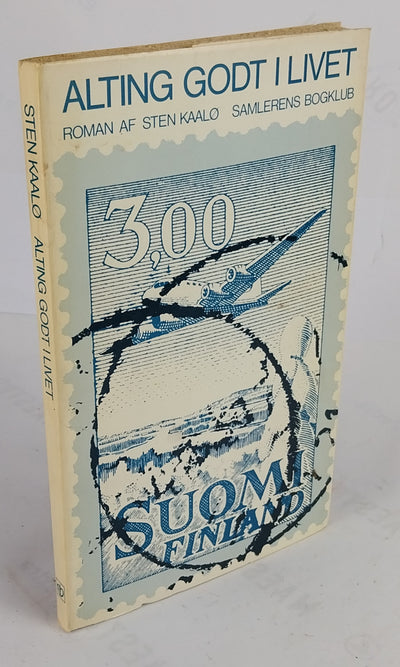 ALTING GODT I LIVET
ROMAN AF STEN KAALØ SAMLERENS BOGKLUB
3,00
SUOMI
FINLAND
STEN KAALØ ALTING GODT I LIVET